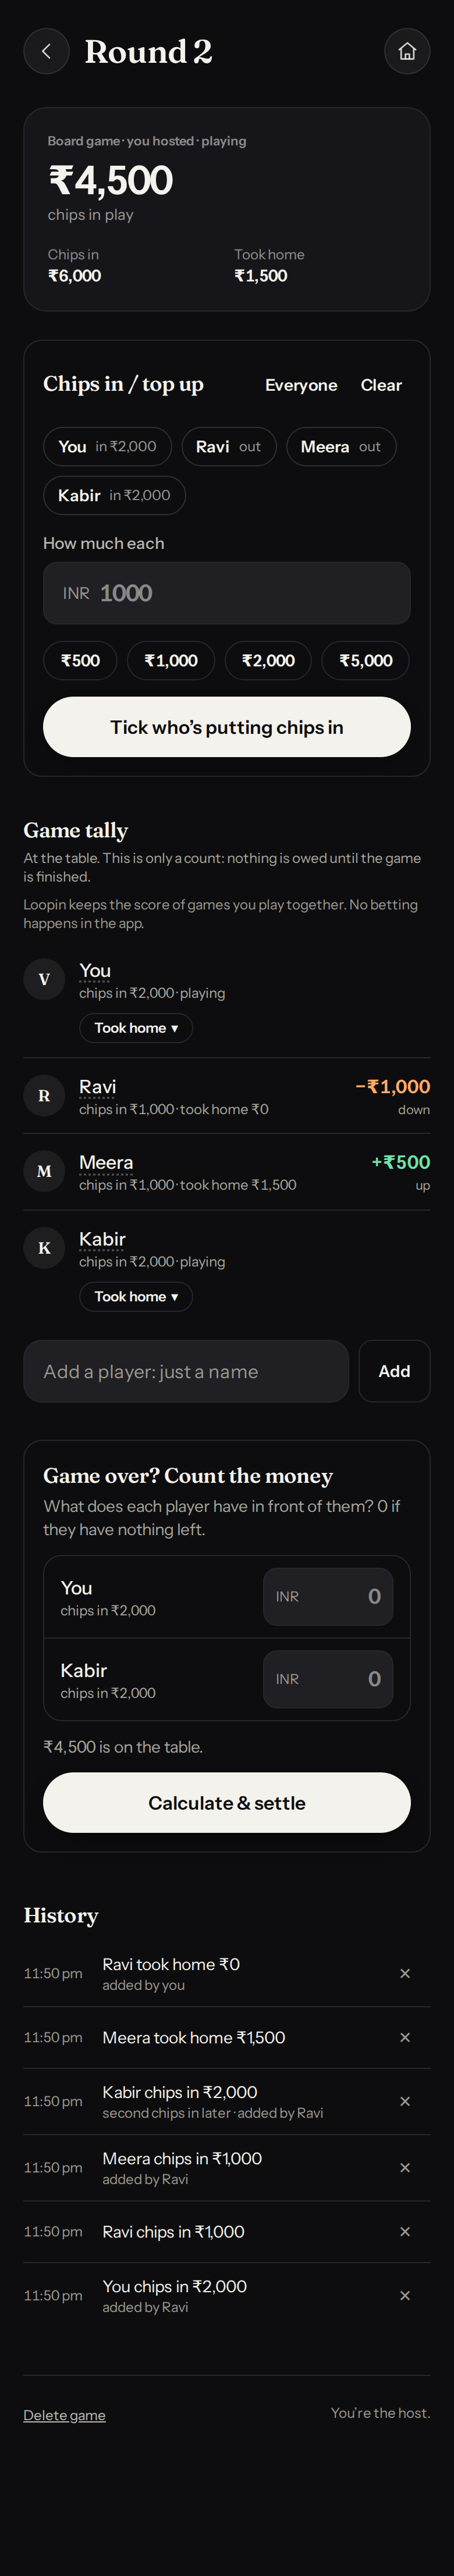 Round 2
Board game · you hosted · playing
₹4,500
chips in play
Chips in
Took home
₹6,000
₹1,500
Chips in / top up
Everyone
Clear
You in ₹2,000
Ravi out
Meera out
Kabir in ₹2,000
How much each
INR 1000
₹500
₹1,000
₹2,000
₹5,000
Tick who's putting chips in
Game tally
At the table. This is only a count: nothing is owed until the game
is finished.
Loopin keeps the score of games you play together. No betting
happens in the app.
V
You
chips in ₹2,000 · playing
Took home ▾
R
Ravi
−₹1,000
chips in ₹1,000 · took home ₹0
down
M
Meera
+₹500
chips in ₹1,000 · took home ₹1,500
up
K
Kabir
chips in ₹2,000 · playing
Took home ▾
Add a player: just a name
Add
Game over? Count the money
What does each player have in front of them? 0 if
they have nothing left.
You
chips in ₹2,000
INR 0
Kabir
chips in ₹2,000
INR 0
₹4,500 is on the table.
Calculate & settle
History
11:50 pm
Ravi took home ₹0
added by you
×
11:50 pm
Meera took home ₹1,500
×
11:50 pm
Kabir chips in ₹2,000
second chips in later · added by Ravi
×
11:50 pm
Meera chips in ₹1,000
added by Ravi
×
11:50 pm
Ravi chips in ₹1,000
×
11:50 pm
You chips in ₹2,000
added by Ravi
×
Delete game
You're the host.